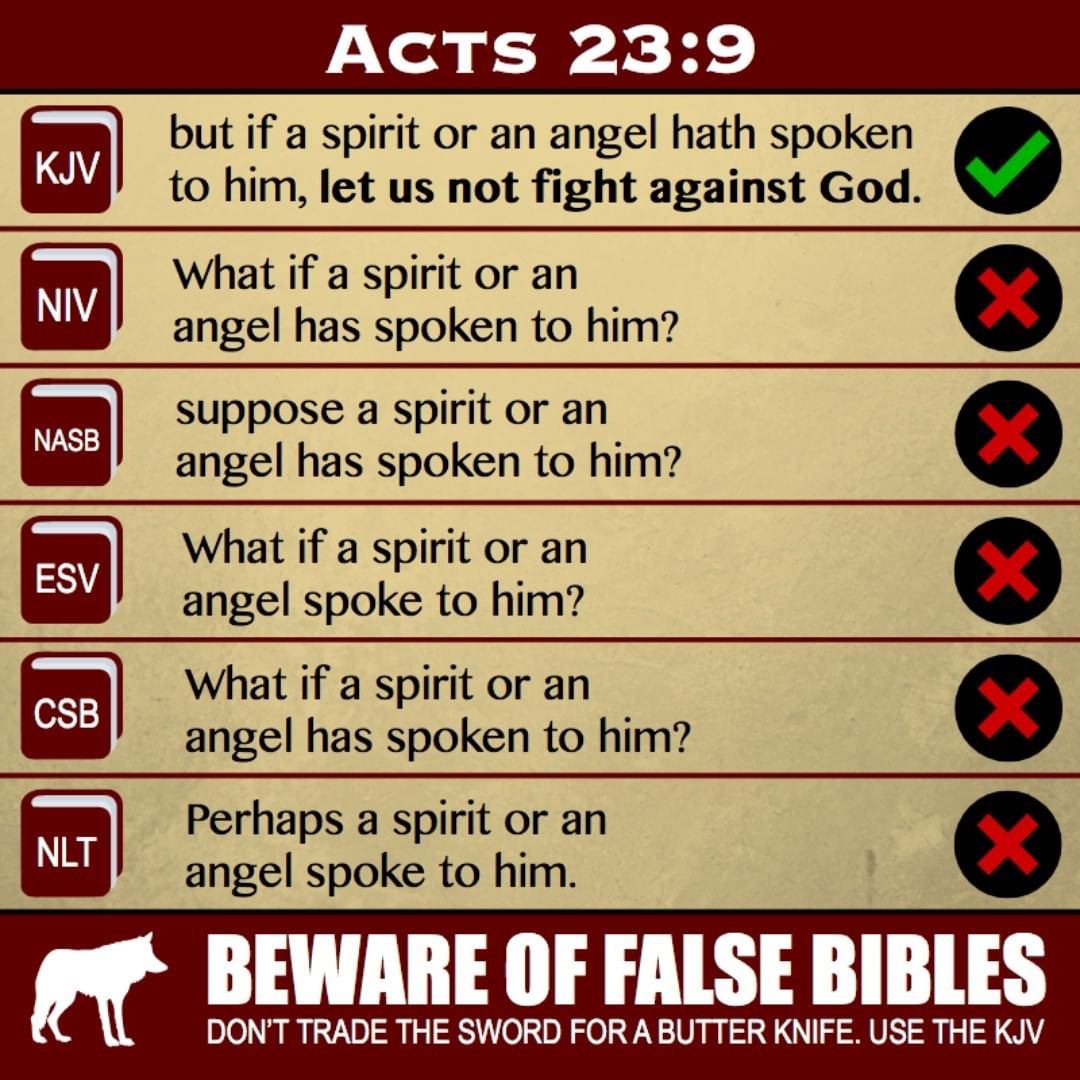 ACTS 23:9
KJV
but if a spirit or an angel hath spoken
to him, let us not fight against God.
NIV
What if a spirit or an
angel has spoken to him?
NASB
suppose a spirit or an
angel has spoken to him?
ESV
What if a spirit or an
angel spoke to him?
CSB
What if a spirit or an
angel has spoken to him?
NLT
Perhaps a spirit or an
angel spoke to him.
BEWARE OF FALSE BIBLES
DON'T TRADE THE SWORD FOR A BUTTER KNIFE. USE THE KJV